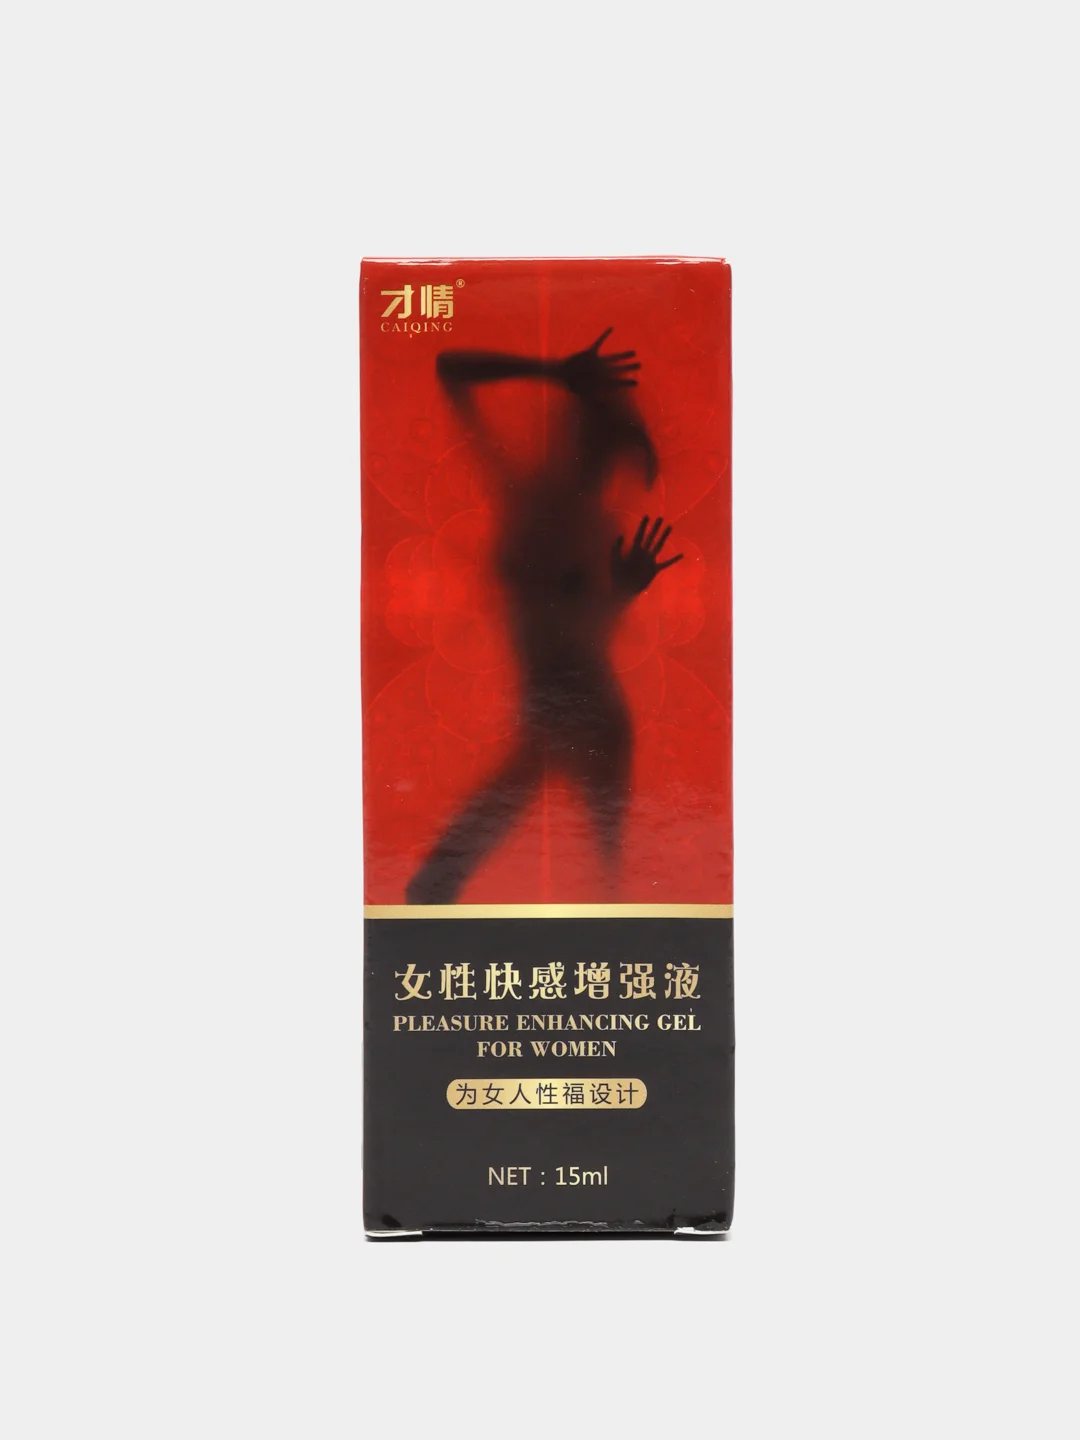 才情®
CAIQING
女性快感增强液
PLEASURE ENHANCING GEL
FOR WOMEN
为女人性福设计
NET：15ml